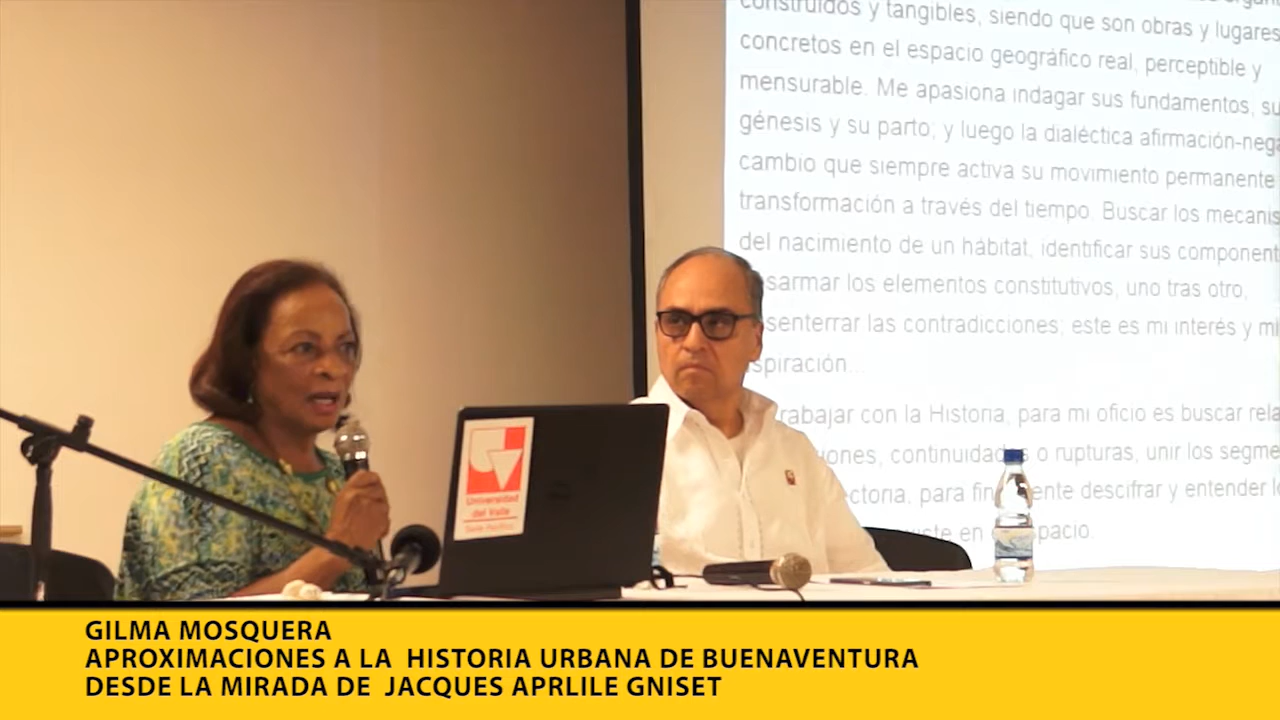 construidos y tangibles, siendo que son obras y lugares
concretos en el espacio geográfico real, perceptible y
mensurable. Me apasiona indagar sus fundamentos, su
génesis y su parto; y luego la dialéctica afirmación-nega
cambio que siempre activa su movimiento permanente
transformación a través del tiempo. Buscar los mecanis
del nacimiento de un hábitat, identificar sus component
sarmar los elementos constitutivos, uno tras otro,
senterrar las contradicciones; este es mi interés y mi
spiración...
rabajar con la Historia, para mi oficio es buscar rela
iones, continuidades o rupturas, unir los segme
ectoria, para fin ente descifrar y entender l
iste en spacio.
Universidad
del Valle
Sede Pacífico
GILMA MOSQUERA
APROXIMACIONES A LA HISTORIA URBANA DE BUENAVENTURA
DESDE LA MIRADA DE JACQUES APRLILE GNISET